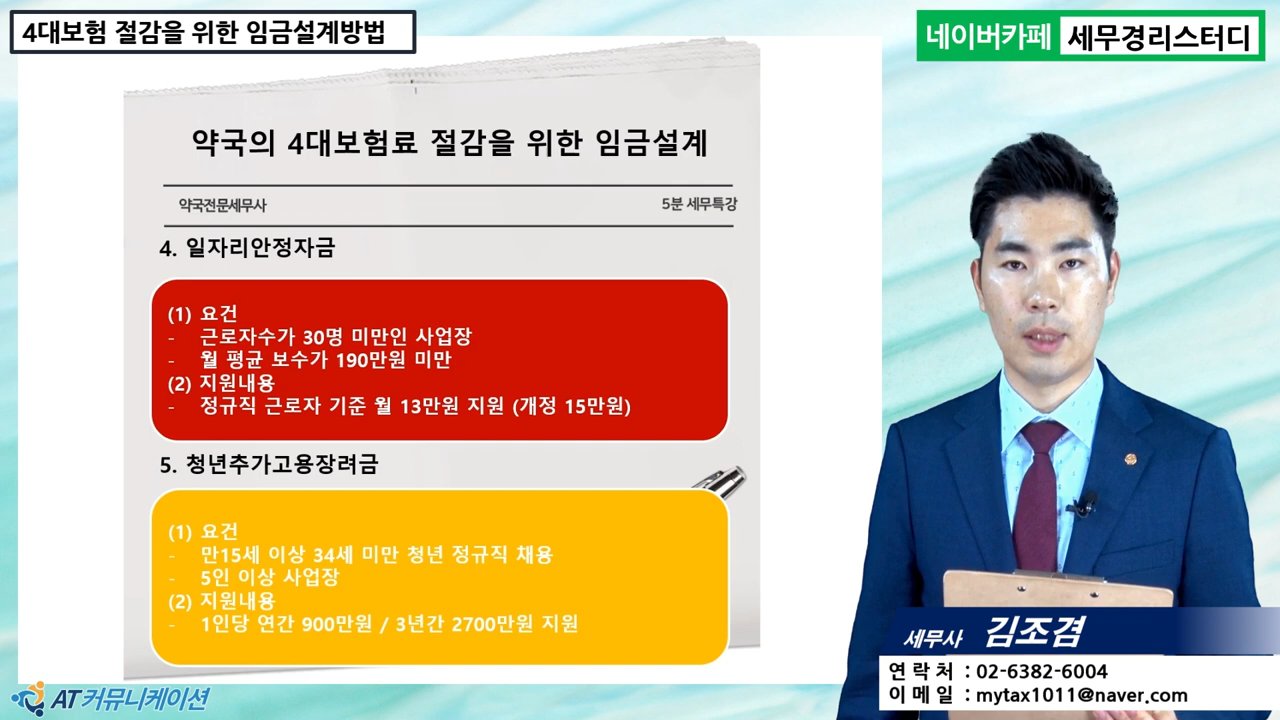 4대보험 절감을 위한 임금설계방법
네이버카페 세무경리스터디
약국의 4대보험료 절감을 위한 임금설계
약국전문세무사
5분 세무특강
4. 일자리안정자금
(1) 요건
- 근로자수가 30명 미만인 사업장
- 월 평균 보수가 190만원 미만
(2) 지원내용
- 정규직 근로자 기준 월 13만원 지원 (개정 15만원)
5. 청년추가고용장려금
(1) 요건
- 만15세 이상 34세 미만 청년 정규직 채용
- 5인 이상 사업장
(2) 지원내용
- 1인당 연간 900만원 / 3년간 2700만원 지원
세무사 김조겸
연 락 처 : 02-6382-6004
이 메 일 : mytax1011@naver.com
AT커뮤니케이션